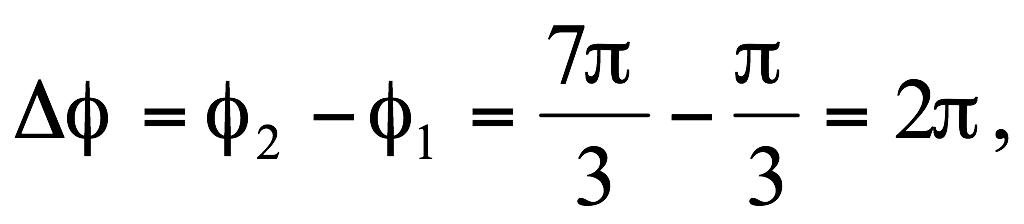 Δϕ = ϕ₂ − ϕ₁ = 7π/3 − π/3 = 2π,